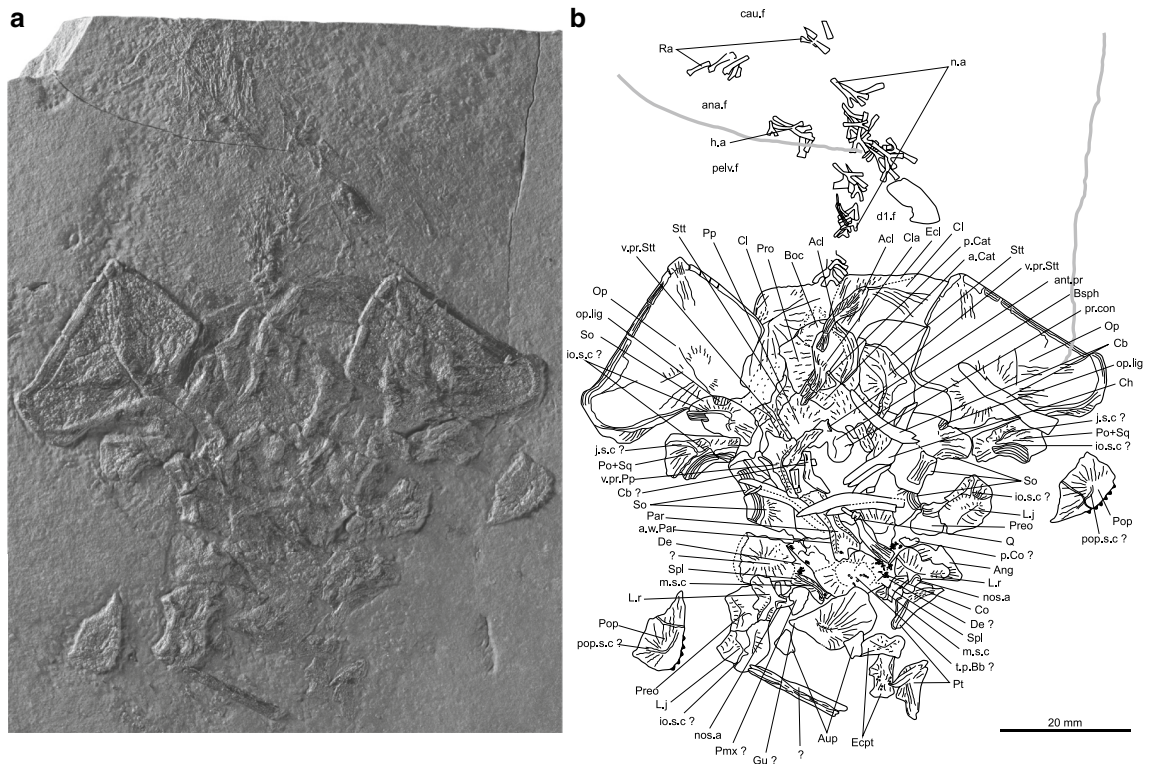 a
b
cau.f
Ra
n.a
ana.f
h.a
pelv.f
d1.f
Ecl
Cl
Cla
Acl
p.Cat
a.Cat
Stt
v.pr.Stt
ant.pr
Bsph
pr.con
Op
Cb
op.lig
Ch
Acl
Boc
Pro
Cl
Pp
Stt
v.pr.Stt
Op
op.lig
So
io.s.c ?
j.s.c ?
Po+Sq
io.s.c ?
j.s.c ?
Po+Sq
v.pr.Pp
Cb ?
So
Par
a.w.Par
De
?
Spl
m.s.c
L.r
Pop
pop.s.c ?
So
io.s.c ?
L.j
Preo
Q
p.Co ?
Ang
L.r
nos.a
Co
De ?
Spl
m.s.c
t.p.Bb ?
Pt
Pop
pop.s.c ?
Preo
L.j
io.s.c ?
nos.a
Pmx ?
Gu ?
?
Aup
Ecpt
20 mm